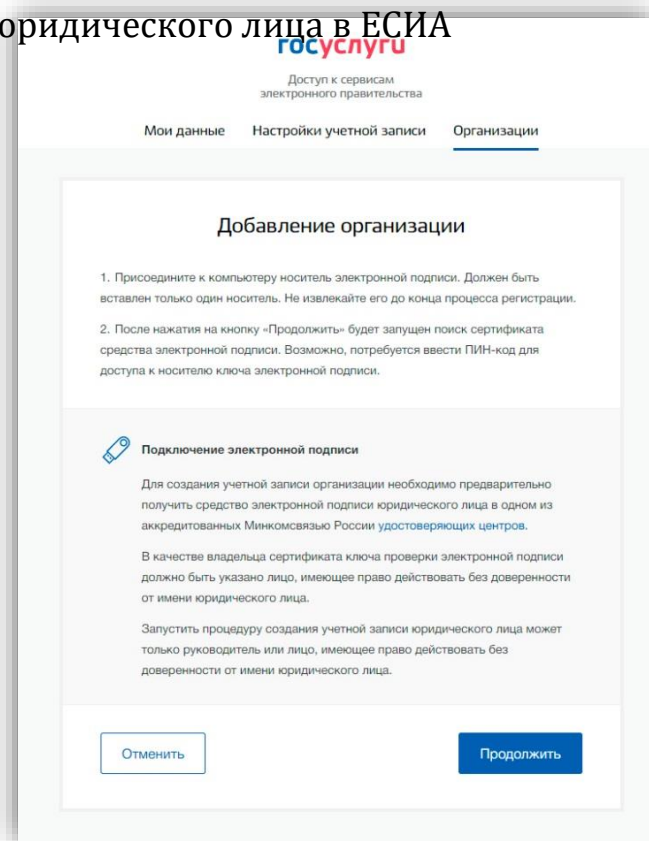 оридического лица в ЕСИА
госуслуги
Доступ к сервисам
электронного правительства
Мои данные Настройки учетной записи Организации
Добавление организации
1. Присоедините к компьютеру носитель электронной подписи. Должен быть
вставлен только один носитель. Не извлекайте его до конца процесса регистрации.
2. После нажатия на кнопку «Продолжить» будет запущен поиск сертификата
средства электронной подписи. Возможно, потребуется ввести ПИН-код для
доступа к носителю ключа электронной подписи.
Подключение электронной подписи
Для создания учетной записи организации необходимо предварительно
получить средство электронной подписи юридического лица в одном из
аккредитованных Минкомсвязью России удостоверяющих центров.
В качестве владельца сертификата ключа проверки электронной подписи
должно быть указано лицо, имеющее право действовать без доверенности
от имени юридического лица.
Запустить процедуру создания учетной записи юридического лица может
только руководитель или лицо, имеющее право действовать без
доверенности от имени юридического лица.
Отменить Продолжить